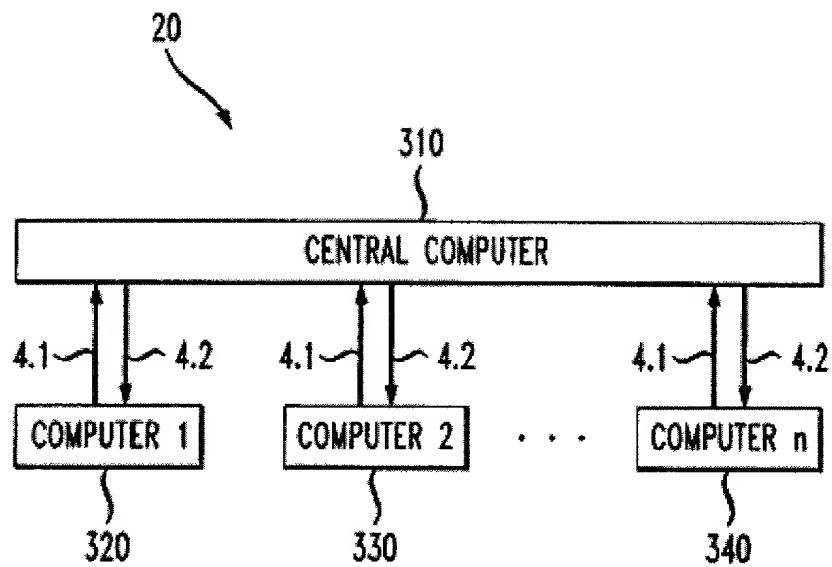 20
310
CENTRAL COMPUTER
4.1 4.2 4.1 4.2 4.1 4.2
COMPUTER 1 COMPUTER 2 . . . COMPUTER n
320 330 340